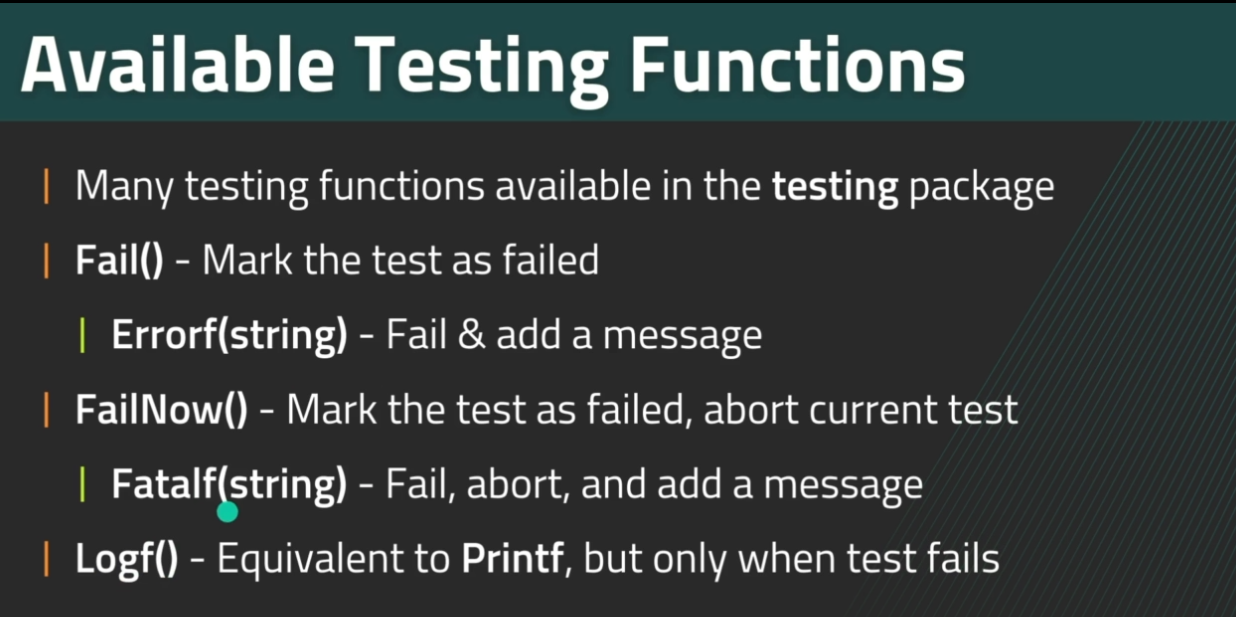 Available Testing Functions
Many testing functions available in the testing package
Fail() - Mark the test as failed
Errorf(string) - Fail & add a message
FailNow() - Mark the test as failed, abort current test
Fatalf(string) - Fail, abort, and add a message
Logf() - Equivalent to Printf, but only when test fails